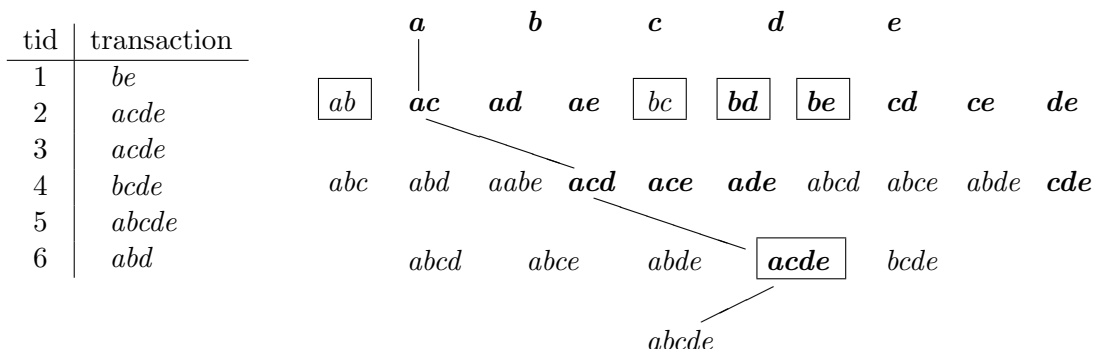 tid transaction
1 be
2 acde
3 acde
4 bcde
5 abcde
6 abd
a b c d e
ab ac ad ae bc bd be cd ce de
abc abd aabe acd ace ade abcd abce abde cde
abcd abce abde acde bcde
abcde